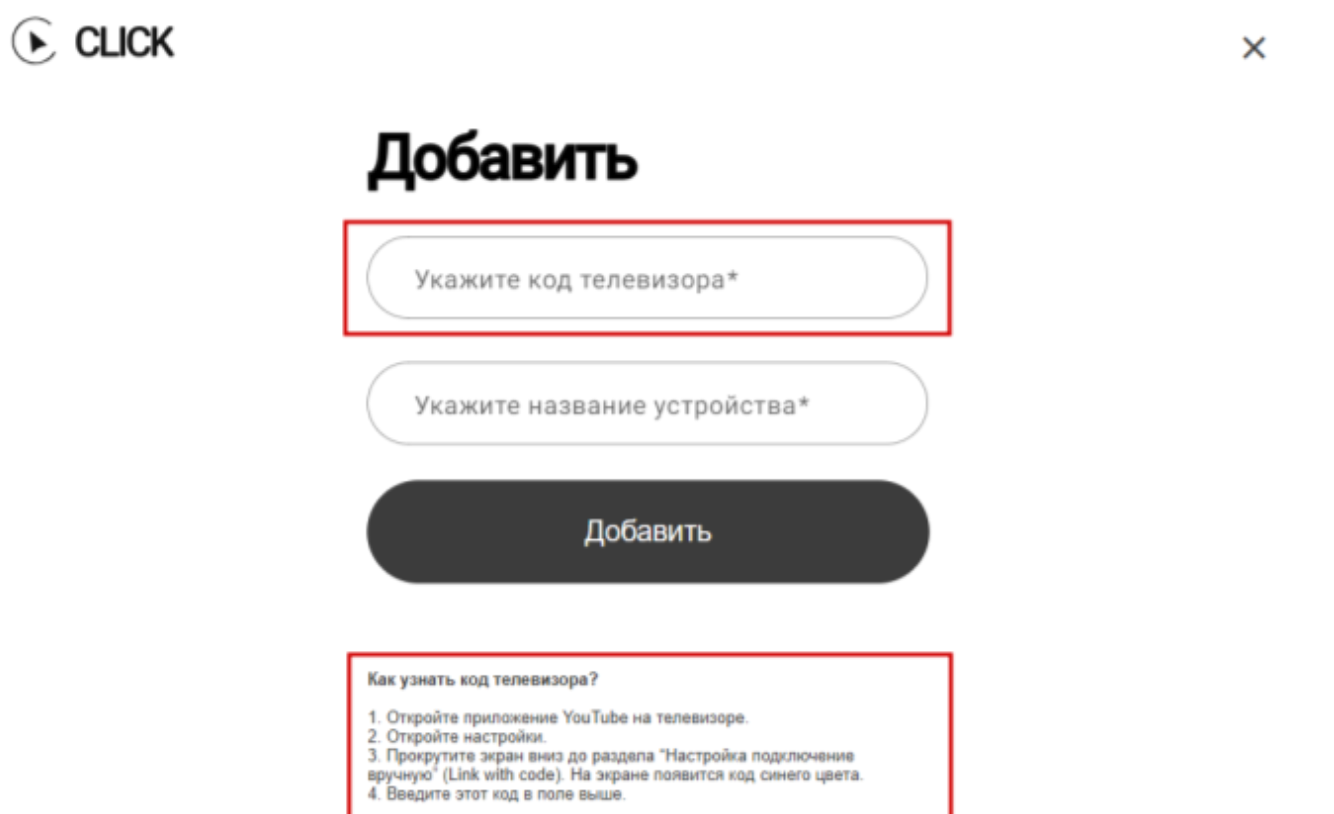 CLICK
Добавить
Укажите код телевизора*
Укажите название устройства*
Добавить
Как узнать код телевизора?
1. Откройте приложение YouTube на телевизоре.
2. Откройте настройки.
3. Прокрутите экран вниз до раздела "Настройка подключение
вручную" (Link with code). На экране появится код синего цвета.
4. Введите этот код в поле выше.